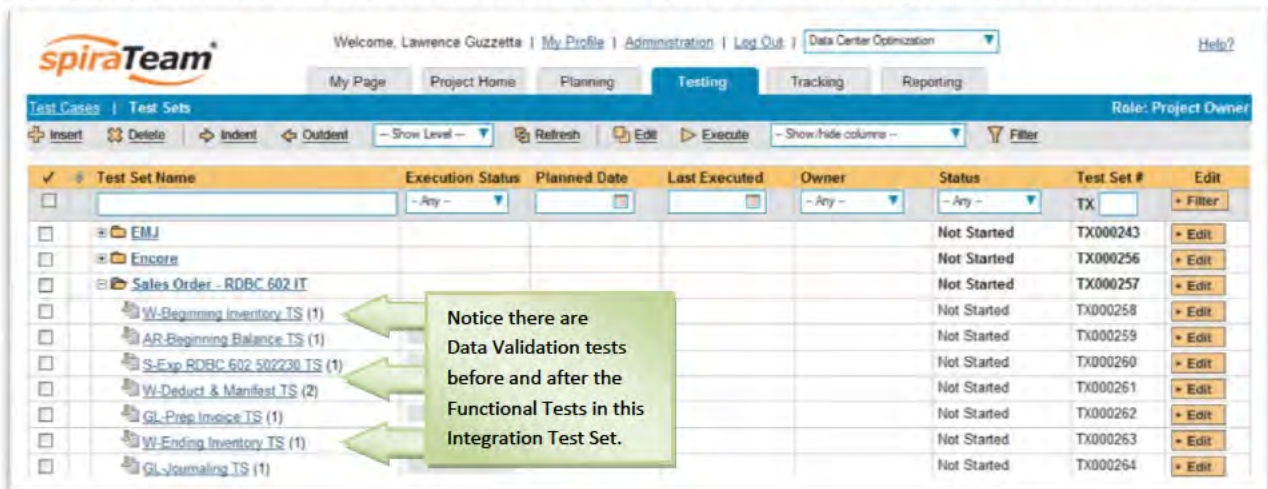 spiraTeam
Welcome, Lawrence Guzzetta | My Profile | Administration | Log Out | Data Center Optimization
Help?
My Page Project Home Planning Testing Tracking Reporting
Test Cases | Test Sets Role: Project Owner
Insert Delete Indent Outdent -- Show Level -- Refresh Edit Execute -- Show/hide columns -- Filter
Test Set Name Execution Status Planned Date Last Executed Owner Status Test Set # Edit
-- Any -- -- Any -- -- Any -- TX Filter
EMJ Not Started TX000243 Edit
Encore Not Started TX000256 Edit
Sales Order - RDBC 602 IT Not Started TX000257 Edit
W-Beginning Inventory TS (1) Not Started TX000258 Edit
AR-Beginning Balance TS (1) Not Started TX000259 Edit
S-Exp RDBC 602 502230 TS (1) Not Started TX000260 Edit
W-Deduct & Manifest TS (2) Not Started TX000261 Edit
GL-Prep Invoice TS (1) Not Started TX000262 Edit
W-Ending Inventory TS (1) Not Started TX000263 Edit
GL-Journaling TS (1) Not Started TX000264 Edit
Notice there are
Data Validation tests
before and after the
Functional Tests in this
Integration Test Set.